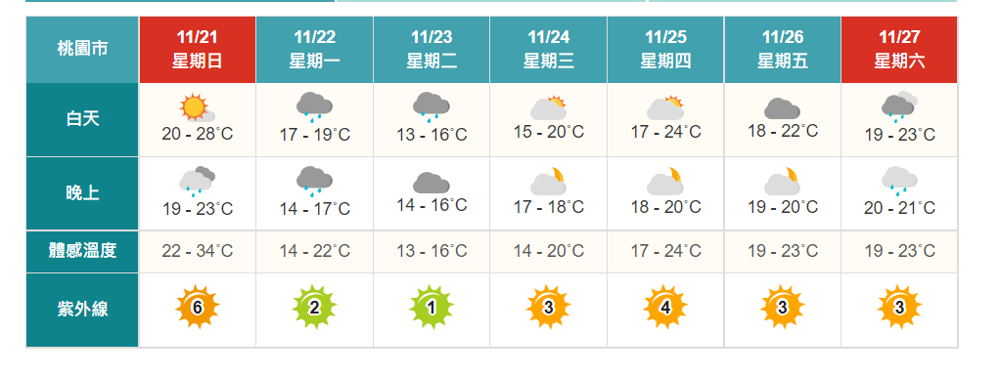 桃園市
11/21
星期日
11/22
星期一
11/23
星期二
11/24
星期三
11/25
星期四
11/26
星期五
11/27
星期六
白天
20 - 28°C
17 - 19°C
13 - 16°C
15 - 20°C
17 - 24°C
18 - 22°C
19 - 23°C
晚上
19 - 23°C
14 - 17°C
14 - 16°C
17 - 18°C
18 - 20°C
19 - 20°C
20 - 21°C
體感溫度
22 - 34°C
14 - 22°C
13 - 16°C
14 - 20°C
17 - 24°C
19 - 23°C
19 - 23°C
紫外線
6
2
1
3
4
3
3